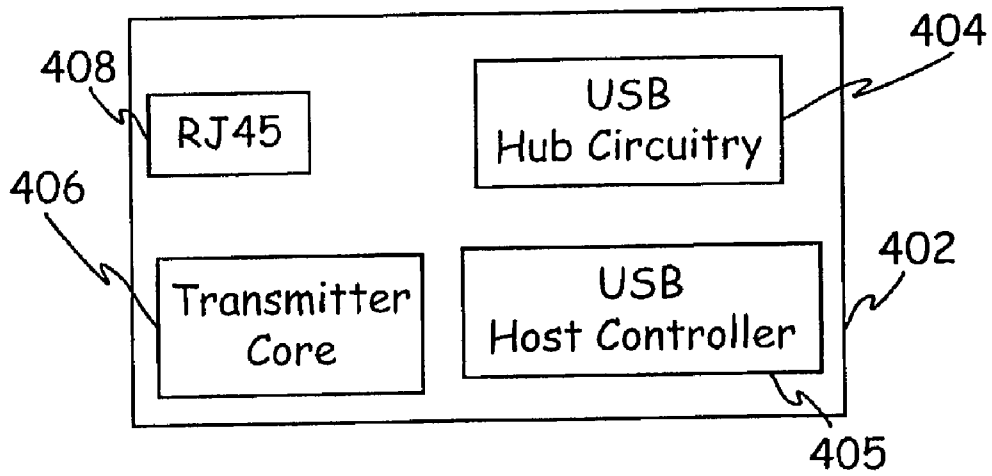 404
408
RJ45
USB
Hub Circuitry
406
402
Transmitter
Core
USB
Host Controller
405